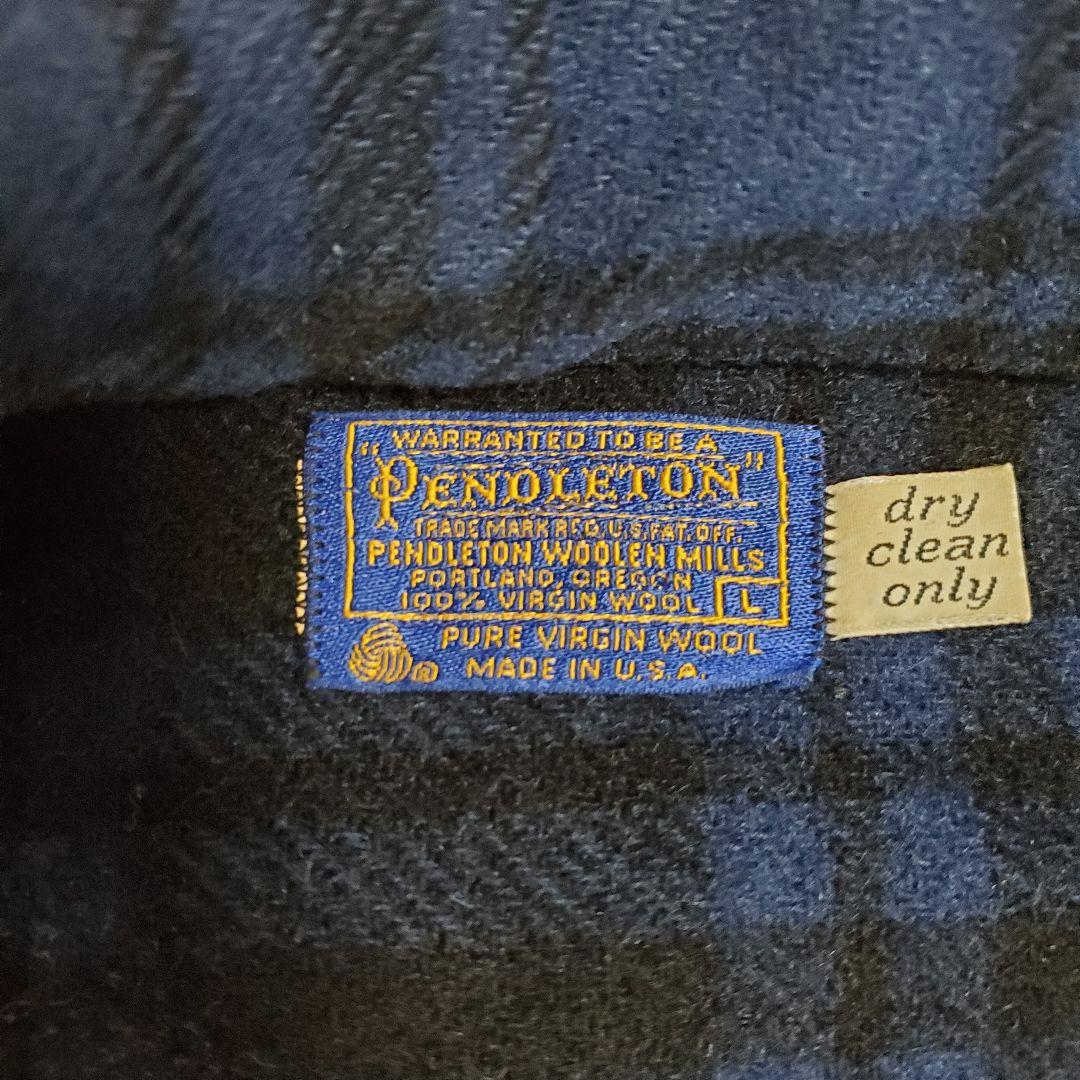 WARRANTED TO BE A
"PENDLETON"
TRADE MARK REG. U.S. PAT. OFF.
PENDLETON WOOLEN MILLS
PORTLAND, OREGON
100% VIRGIN WOOL L
PURE VIRGIN WOOL
® MADE IN U.S.A.
dry
clean
only